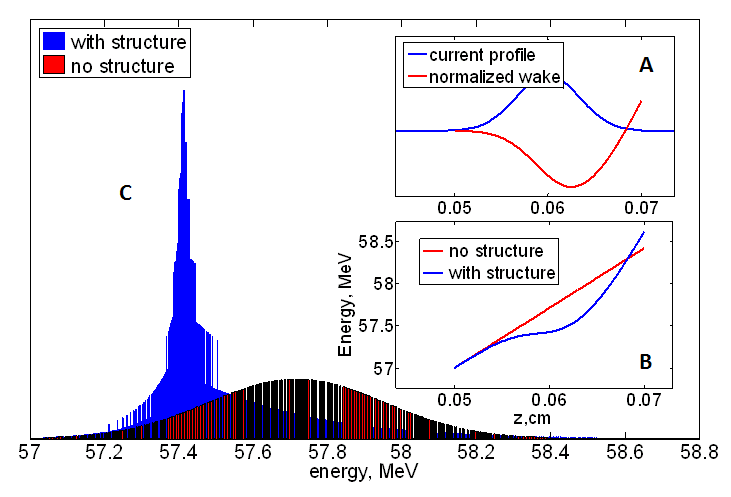 with structure
no structure
C
current profile
normalized wake
A
0.05 0.06 0.07
58.5
58
57.5
57
Energy, MeV
no structure
with structure
B
0.05 0.06 0.07
z,cm
57 57.2 57.4 57.6 57.8 58 58.2 58.4 58.6 58.8
energy, MeV